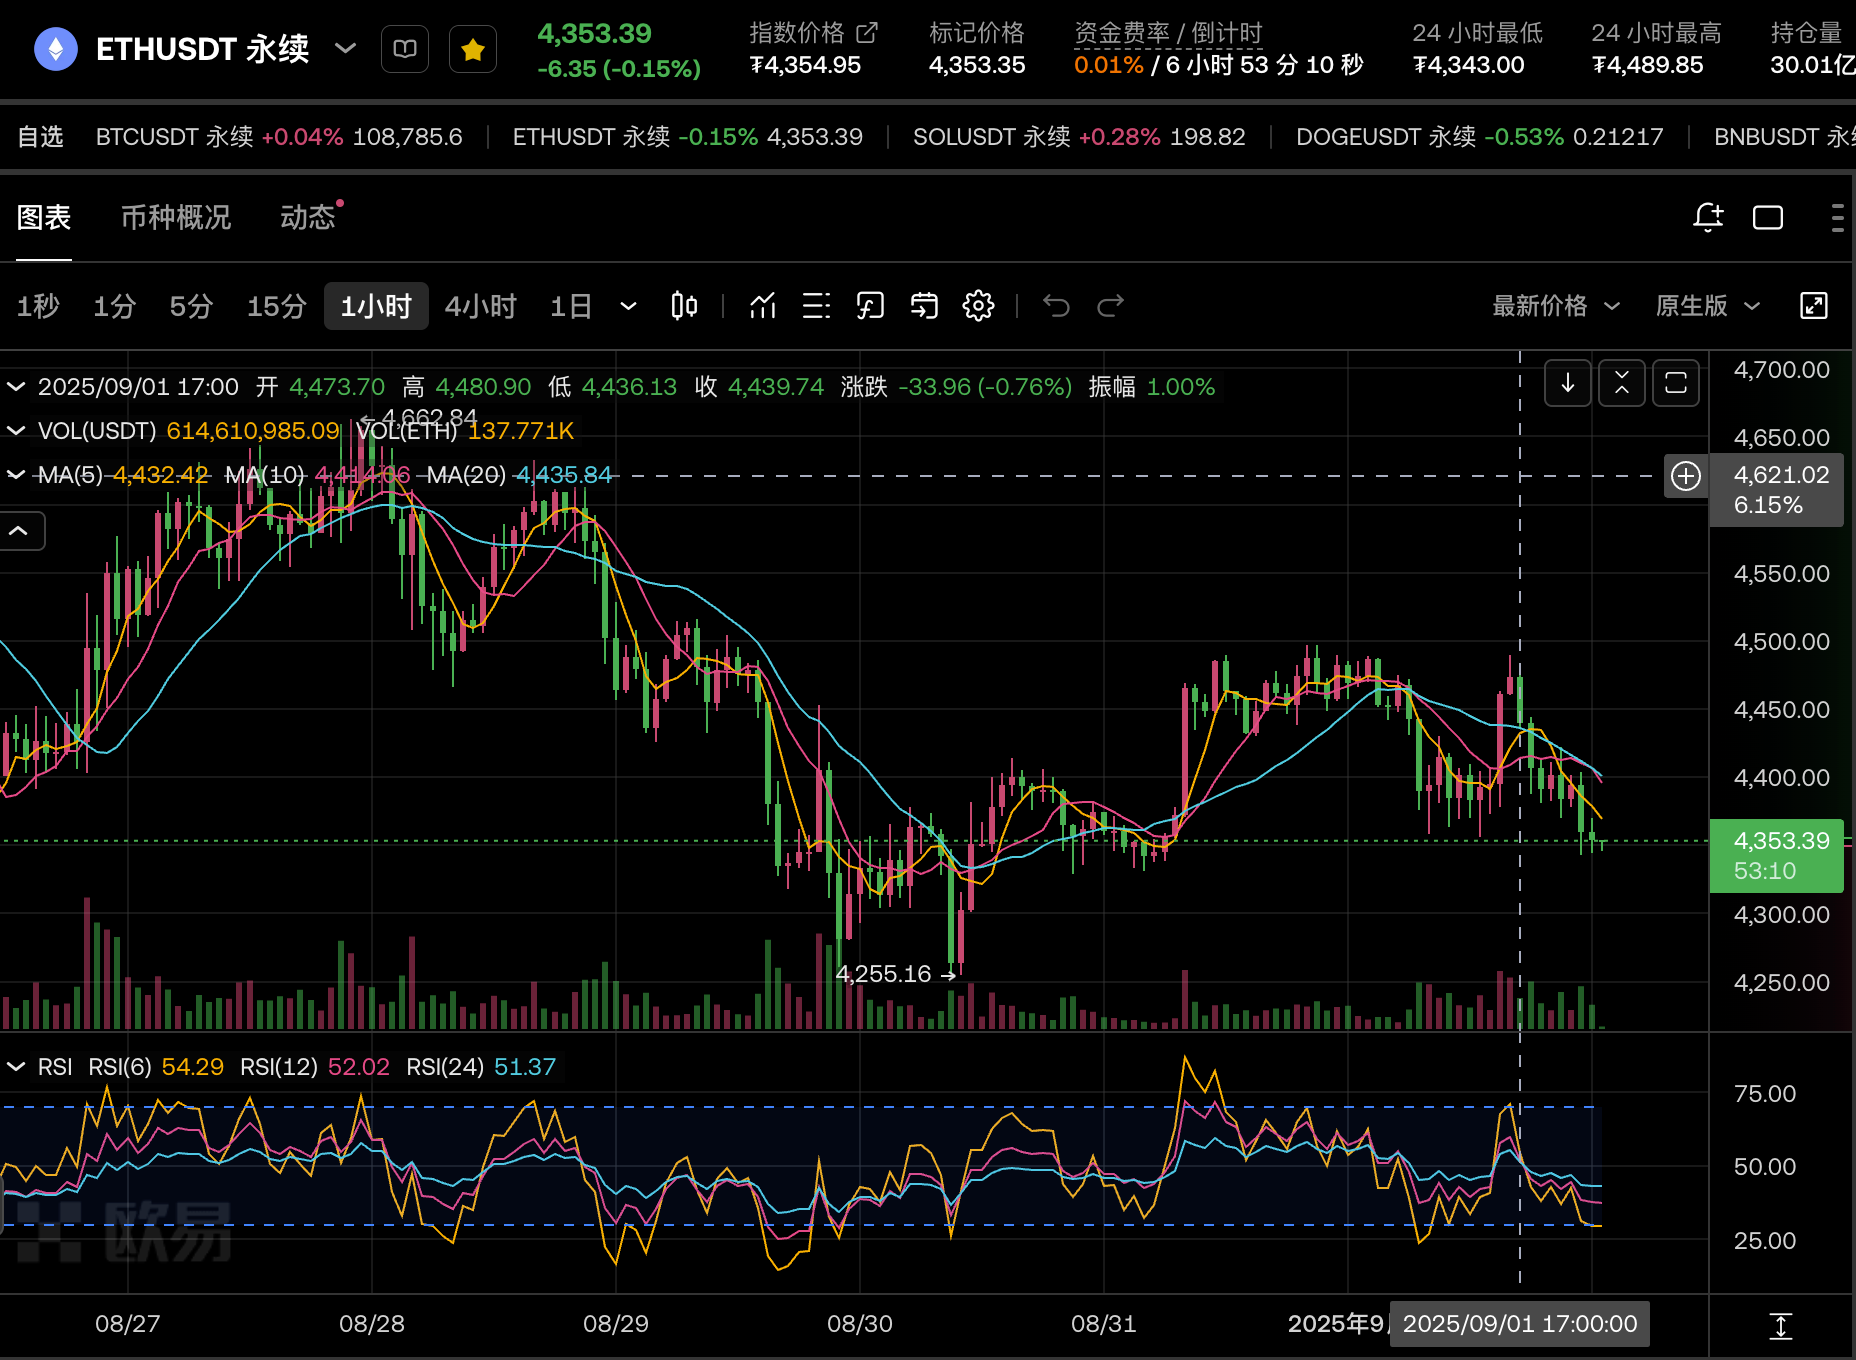 ETHUSDT 永续
4,353.39
-6.35 (-0.15%)
指数价格
₮4,354.95
标记价格
4,353.35
资金费率 / 倒计时
0.01% / 6 小时 53 分 10 秒
24 小时最低
₮4,343.00
24 小时最高
₮4,489.85
持仓量
30.01亿
自选 BTCUSDT 永续 +0.04% 108,785.6 ETHUSDT 永续 -0.15% 4,353.39 SOLUSDT 永续 +0.28% 198.82 DOGEUSDT 永续 -0.53% 0.21217 BNBUSDT 永续
图表 币种概况 动态
1秒 1分 5分 15分 1小时 4小时 1日 最新价格 原生版
2025/09/01 17:00 开 4,473.70 高 4,480.90 低 4,436.13 收 4,439.74 涨跌 -33.96 (-0.76%) 振幅 1.00%
4,662.84
VOL(USDT) 614,610,985.09 VOL(ETH) 137.771K
MA(5) 4,432.42 MA(10) 4,414.66 MA(20) 4,435.84
4,700.00
4,650.00
4,621.02
6.15%
4,550.00
4,500.00
4,450.00
4,400.00
4,353.39
53:10
4,300.00
4,250.00
4,255.16
RSI RSI(6) 54.29 RSI(12) 52.02 RSI(24) 51.37
75.00
50.00
25.00
欧易
08/27 08/28 08/29 08/30 08/31 2025年9 2025/09/01 17:00:00